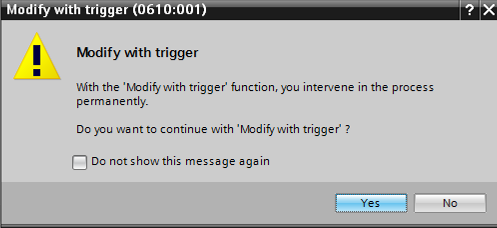 Modify with trigger (0610:001)
? X
Modify with trigger
With the 'Modify with trigger' function, you intervene in the process
permanently.
Do you want to continue with 'Modify with trigger' ?
Do not show this message again
Yes No